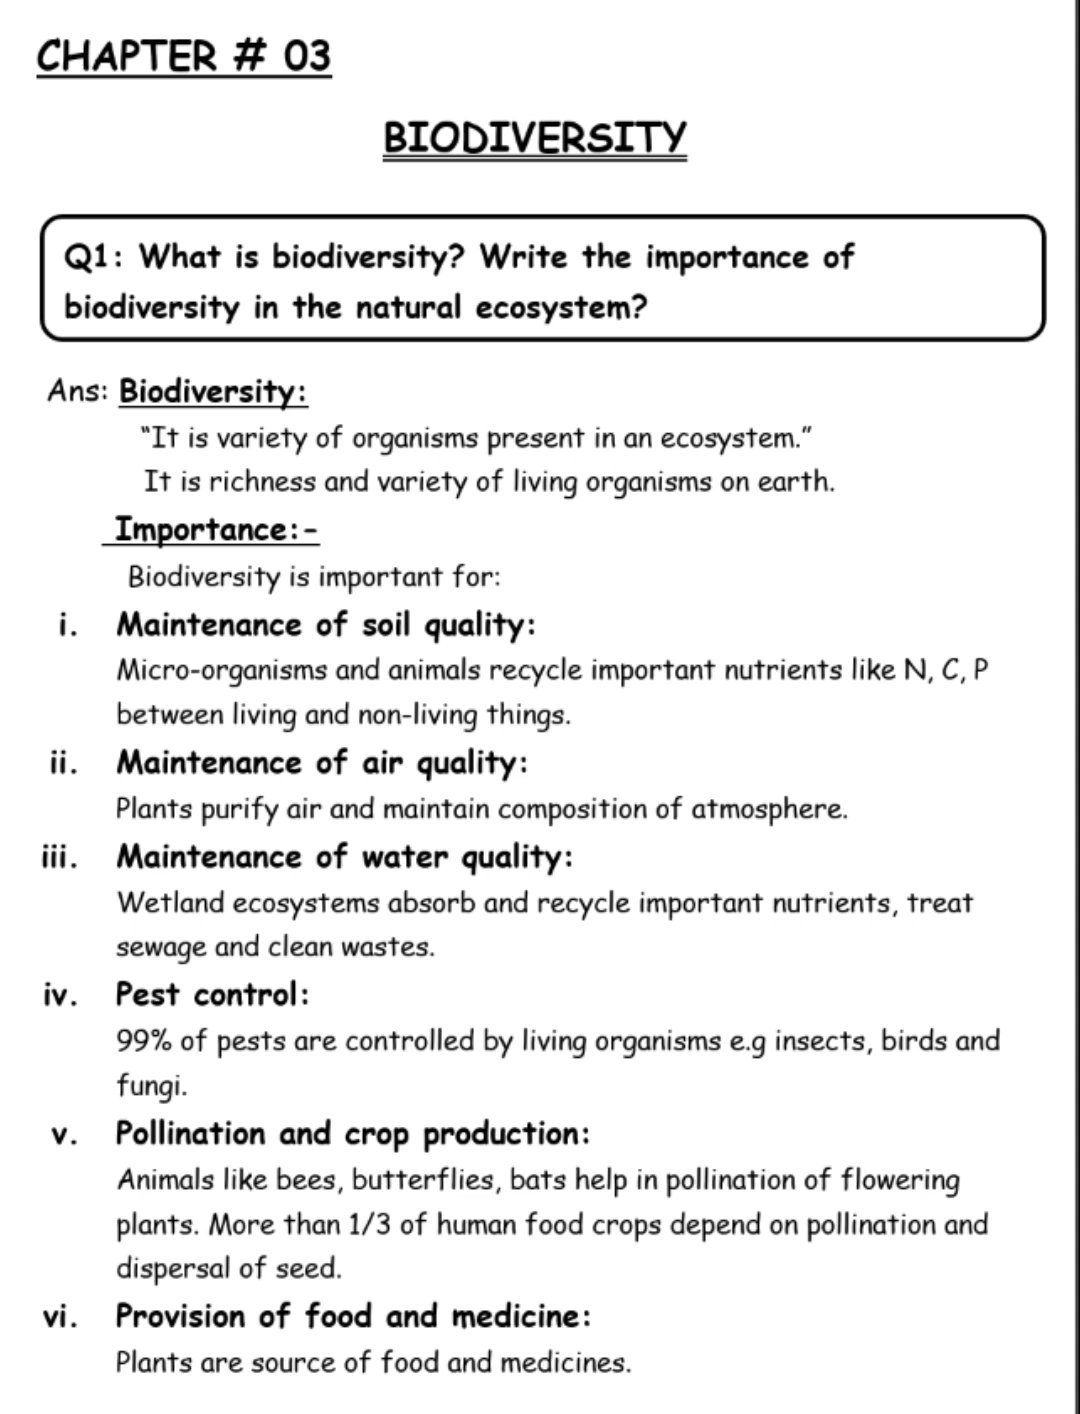 CHAPTER # 03
BIODIVERSITY
Q1: What is biodiversity? Write the importance of
biodiversity in the natural ecosystem?
Ans: Biodiversity:
“It is variety of organisms present in an ecosystem.”
It is richness and variety of living organisms on earth.
Importance:-
Biodiversity is important for:
i. Maintenance of soil quality:
Micro-organisms and animals recycle important nutrients like N, C, P
between living and non-living things.
ii. Maintenance of air quality:
Plants purify air and maintain composition of atmosphere.
iii. Maintenance of water quality:
Wetland ecosystems absorb and recycle important nutrients, treat
sewage and clean wastes.
iv. Pest control:
99% of pests are controlled by living organisms e.g insects, birds and
fungi.
v. Pollination and crop production:
Animals like bees, butterflies, bats help in pollination of flowering
plants. More than 1/3 of human food crops depend on pollination and
dispersal of seed.
vi. Provision of food and medicine:
Plants are source of food and medicines.